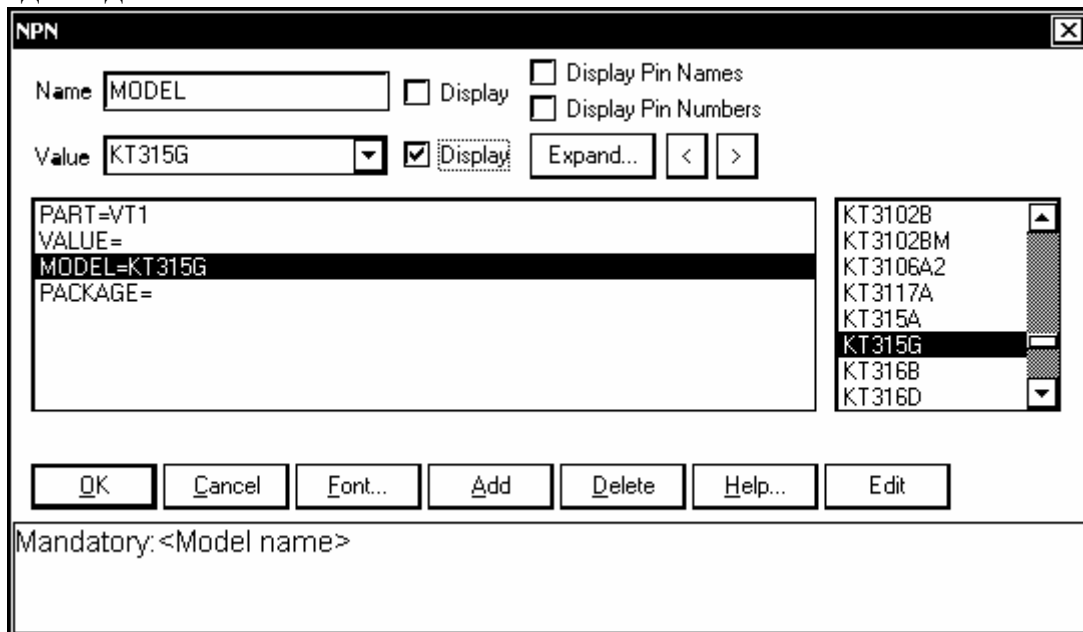 NPN
Name MODEL Display Display Pin Names
Display Pin Numbers
Value KT315G Display Expand... < >
PART=VT1
VALUE=
MODEL=KT315G
PACKAGE=
KT3102B
KT3102BM
KT3106A2
KT3117A
KT315A
KT315G
KT316B
KT316D
OK Cancel Font... Add Delete Help... Edit
Mandatory:<Model name>